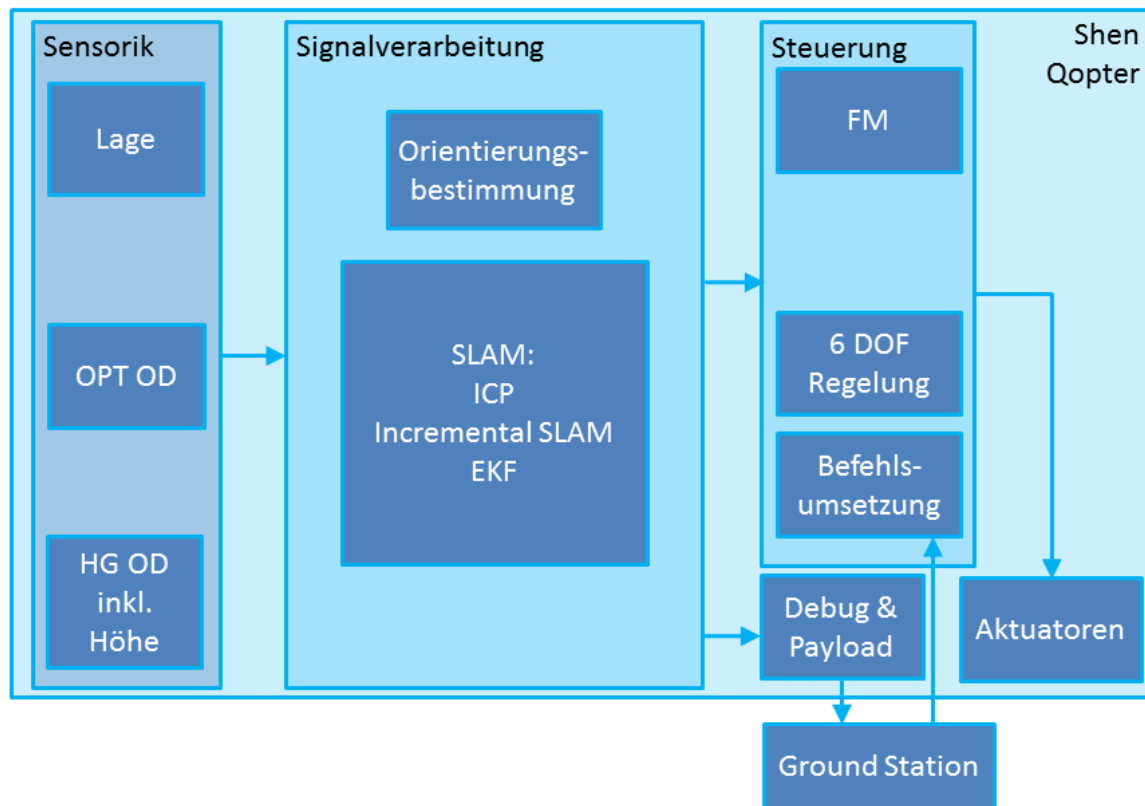 Sensorik
Lage
OPT OD
HG OD
inkl.
Höhe
Signalverarbeitung
Orientierungs-
bestimmung
SLAM:
ICP
Incremental SLAM
EKF
Steuerung
FM
6 DOF
Regelung
Befehls-
umsetzung
Debug &
Payload
Shen
Qopter
Aktuatoren
Ground Station